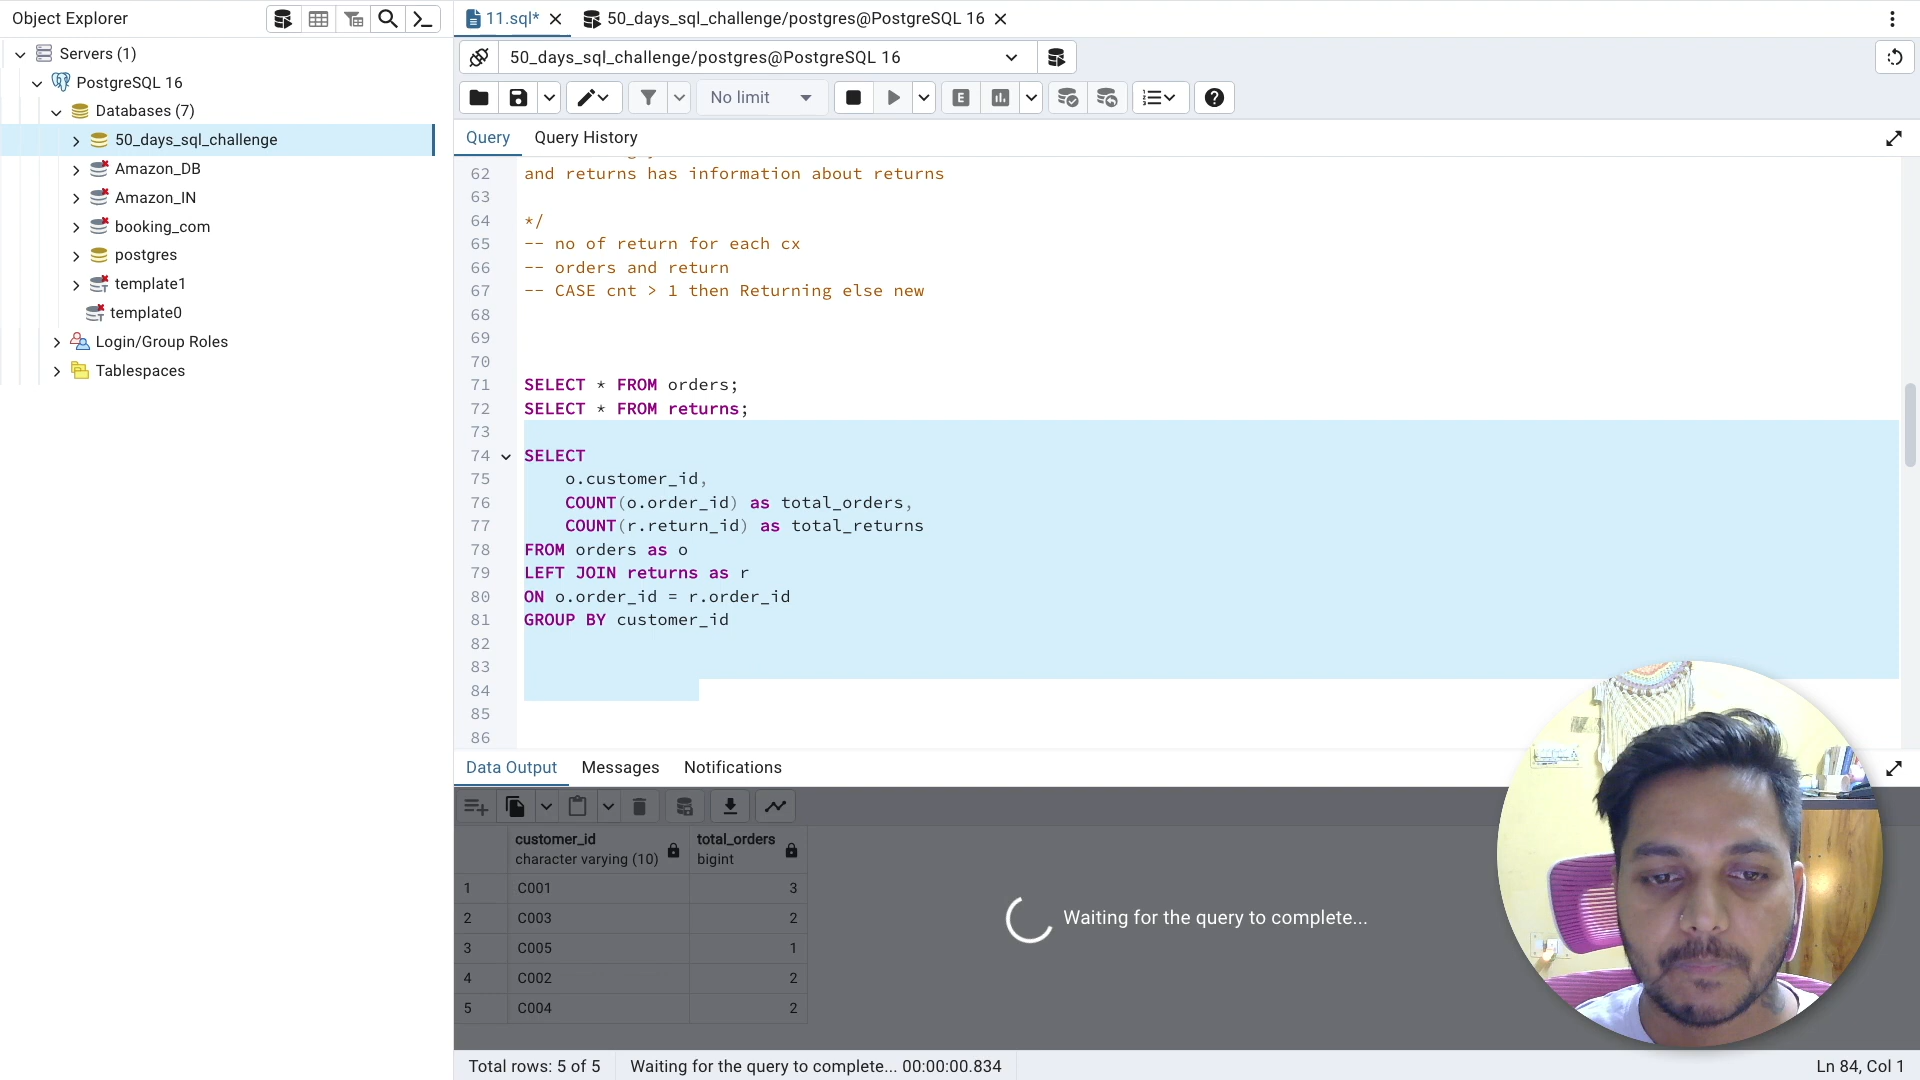 Object Explorer
Servers (1)
PostgreSQL 16
Databases (7)
50_days_sql_challenge
Amazon_DB
Amazon_IN
booking_com
postgres
template1
template0
Login/Group Roles
Tablespaces
11.sql*
50_days_sql_challenge/postgres@PostgreSQL 16
50_days_sql_challenge/postgres@PostgreSQL 16
No limit
E
Query
Query History
62 and returns has information about returns
63
64 */
65 -- no of return for each cx
66 -- orders and return
67 -- CASE cnt > 1 then Returning else new
68
69
70
71 SELECT * FROM orders;
72 SELECT * FROM returns;
73
74 SELECT
75 o.customer_id,
76 COUNT(o.order_id) as total_orders,
77 COUNT(r.return_id) as total_returns
78 FROM orders as o
79 LEFT JOIN returns as r
80 ON o.order_id = r.order_id
81 GROUP BY customer_id
82
83
84
85
86
Data Output
Messages
Notifications
customer_id
character varying (10)
total_orders
bigint
1 C001 3
2 C003 2
3 C005 1
4 C002 2
5 C004 2
Waiting for the query to complete...
Total rows: 5 of 5
Waiting for the query to complete... 00:00:00.834
Ln 84, Col 1